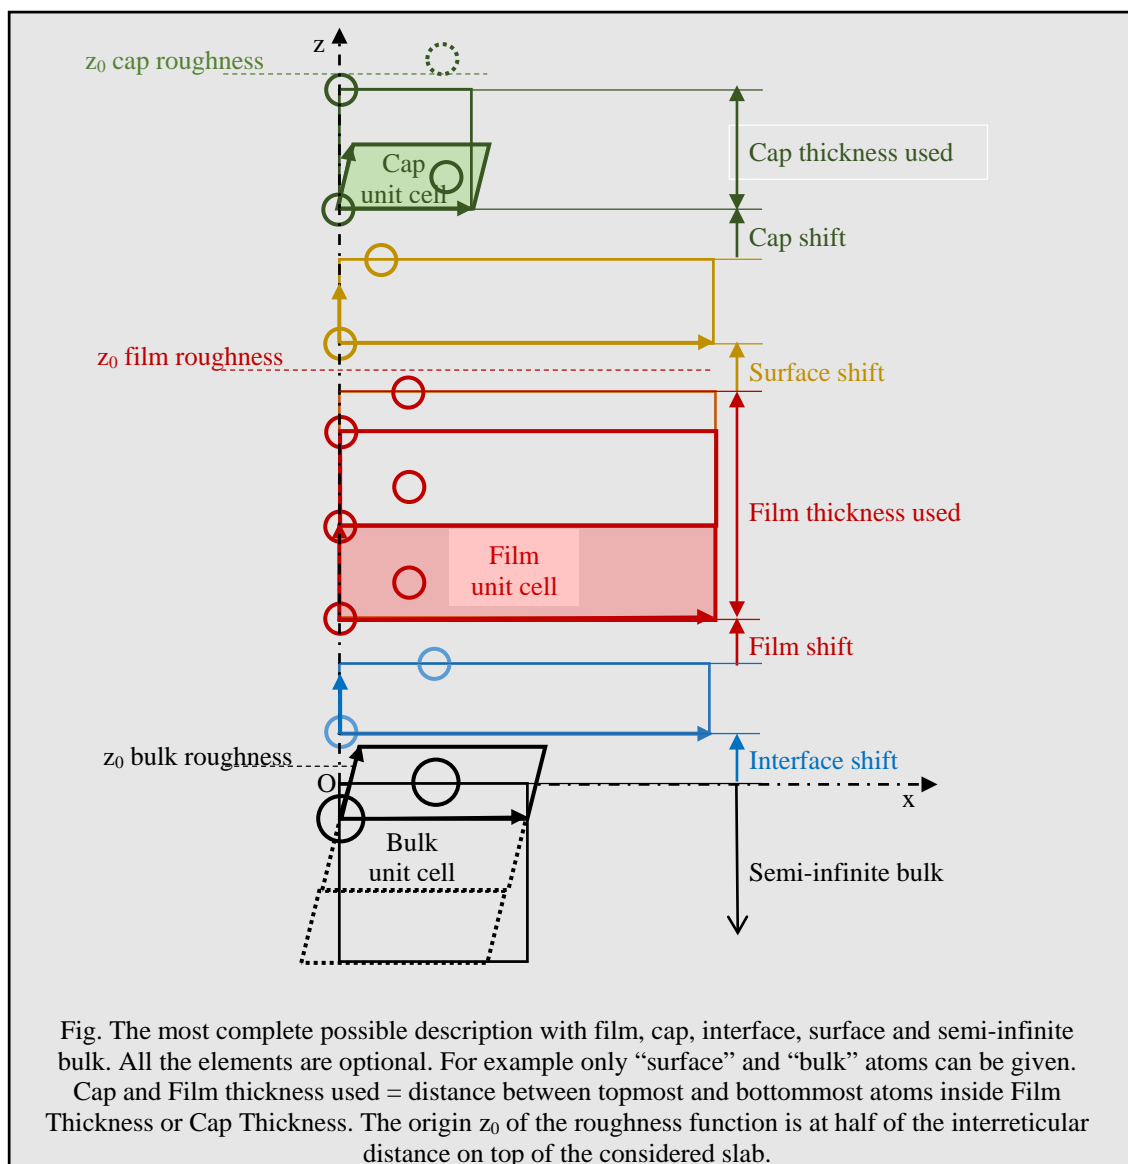 z
z₀ cap roughness
Cap
unit cell
Cap thickness used
Cap shift
z₀ film roughness
Surface shift
Film thickness used
Film
unit cell
Film shift
z₀ bulk roughness
Interface shift
O
x
Bulk
unit cell
Semi-infinite bulk
Fig. The most complete possible description with film, cap, interface, surface and semi-infinite
bulk. All the elements are optional. For example only “surface” and “bulk” atoms can be given.
Cap and Film thickness used = distance between topmost and bottommost atoms inside Film
Thickness or Cap Thickness. The origin z₀ of the roughness function is at half of the interreticular
distance on top of the considered slab.